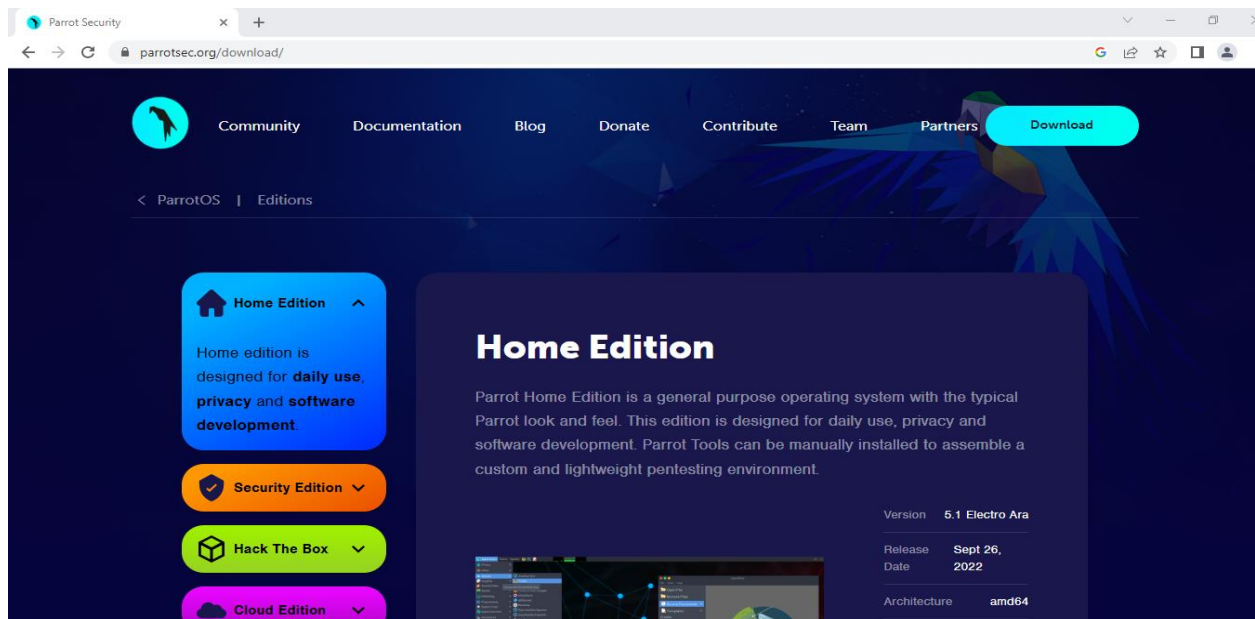 Parrot Security
parrotsec.org/download/
Community Documentation Blog Donate Contribute Team Partners Download
< ParrotOS | Editions
Home Edition
Home edition is
designed for daily use,
privacy and software
development.
Security Edition
Hack The Box
Cloud Edition
Home Edition
Parrot Home Edition is a general purpose operating system with the typical
Parrot look and feel. This edition is designed for daily use, privacy and
software development. Parrot Tools can be manually installed to assemble a
custom and lightweight pentesting environment.
Version 5.1 Electro Ara
Release Date Sept 26, 2022
Architecture amd64